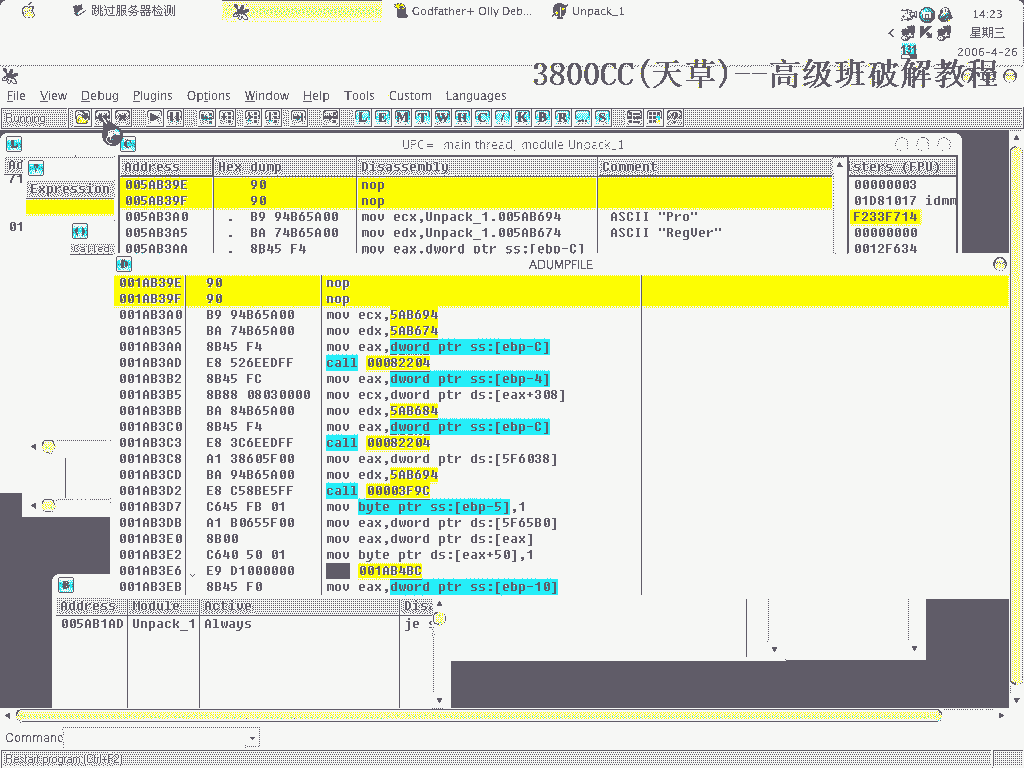 跳过服务器检测
Godfather+ Olly Deb...
Unpack_1
14:23
星期三
2006-4-26
3800CC(天草)--高级班破解教程
File View Debug Plugins Options Window Help Tools Custom Languages
Running
L E M T W H C / K B R ... S
main thread, module Unpack_1
Address Hex dump Disassembly Comment
sters (FPU)
005AB39E 90 nop
00000003
005AB39F 90 nop
01D81017 idmm
005AB3A0 . B9 94B65A00 mov ecx,Unpack_1.005AB694 ASCII "Pro"
F233F714
005AB3A5 . BA 74B65A00 mov edx,Unpack_1.005AB674 ASCII "RegVer"
00000000
005AB3AA . 8B45 F4 mov eax,dword ptr ss:[ebp-C]
0012F634
Expression
71
01
ADUMPFILE
001AB39E 90 nop
001AB39F 90 nop
001AB3A0 B9 94B65A00 mov ecx,5AB694
001AB3A5 BA 74B65A00 mov edx,5AB674
001AB3AA 8B45 F4 mov eax,dword ptr ss:[ebp-C]
001AB3AD E8 526EEDFF call 00082204
001AB3B2 8B45 FC mov eax,dword ptr ss:[ebp-4]
001AB3B5 8B88 08030000 mov ecx,dword ptr ds:[eax+308]
001AB3BB BA 84B65A00 mov edx,5AB684
001AB3C0 8B45 F4 mov eax,dword ptr ss:[ebp-C]
001AB3C3 E8 3C6EEDFF call 00082204
001AB3C8 A1 38605F00 mov eax,dword ptr ds:[5F6038]
001AB3CD BA 94B65A00 mov edx,5AB694
001AB3D2 E8 C58BE5FF call 00003F9C
001AB3D7 C645 FB 01 mov byte ptr ss:[ebp-5],1
001AB3DB A1 B0655F00 mov eax,dword ptr ds:[5F65B0]
001AB3E0 8B00 mov eax,dword ptr ds:[eax]
001AB3E2 C640 50 01 mov byte ptr ds:[eax+50],1
001AB3E6 E9 D1000000 001AB4BC
001AB3EB 8B45 F0 mov eax,dword ptr ss:[ebp-10]
Address Module Active Disa
005AB1AD Unpack_1 Always je s
Command
Restart program (Ctrl+F2)